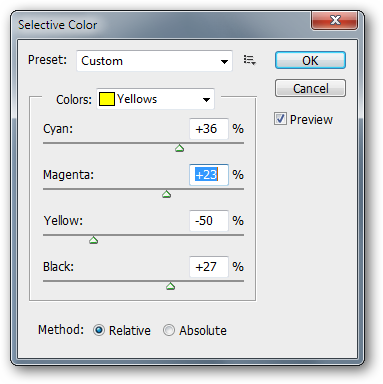 Selective Color
Preset: Custom
OK
Cancel
Preview
Colors: Yellows
Cyan: +36 %
Magenta: +23 %
Yellow: -50 %
Black: +27 %
Method: Relative Absolute